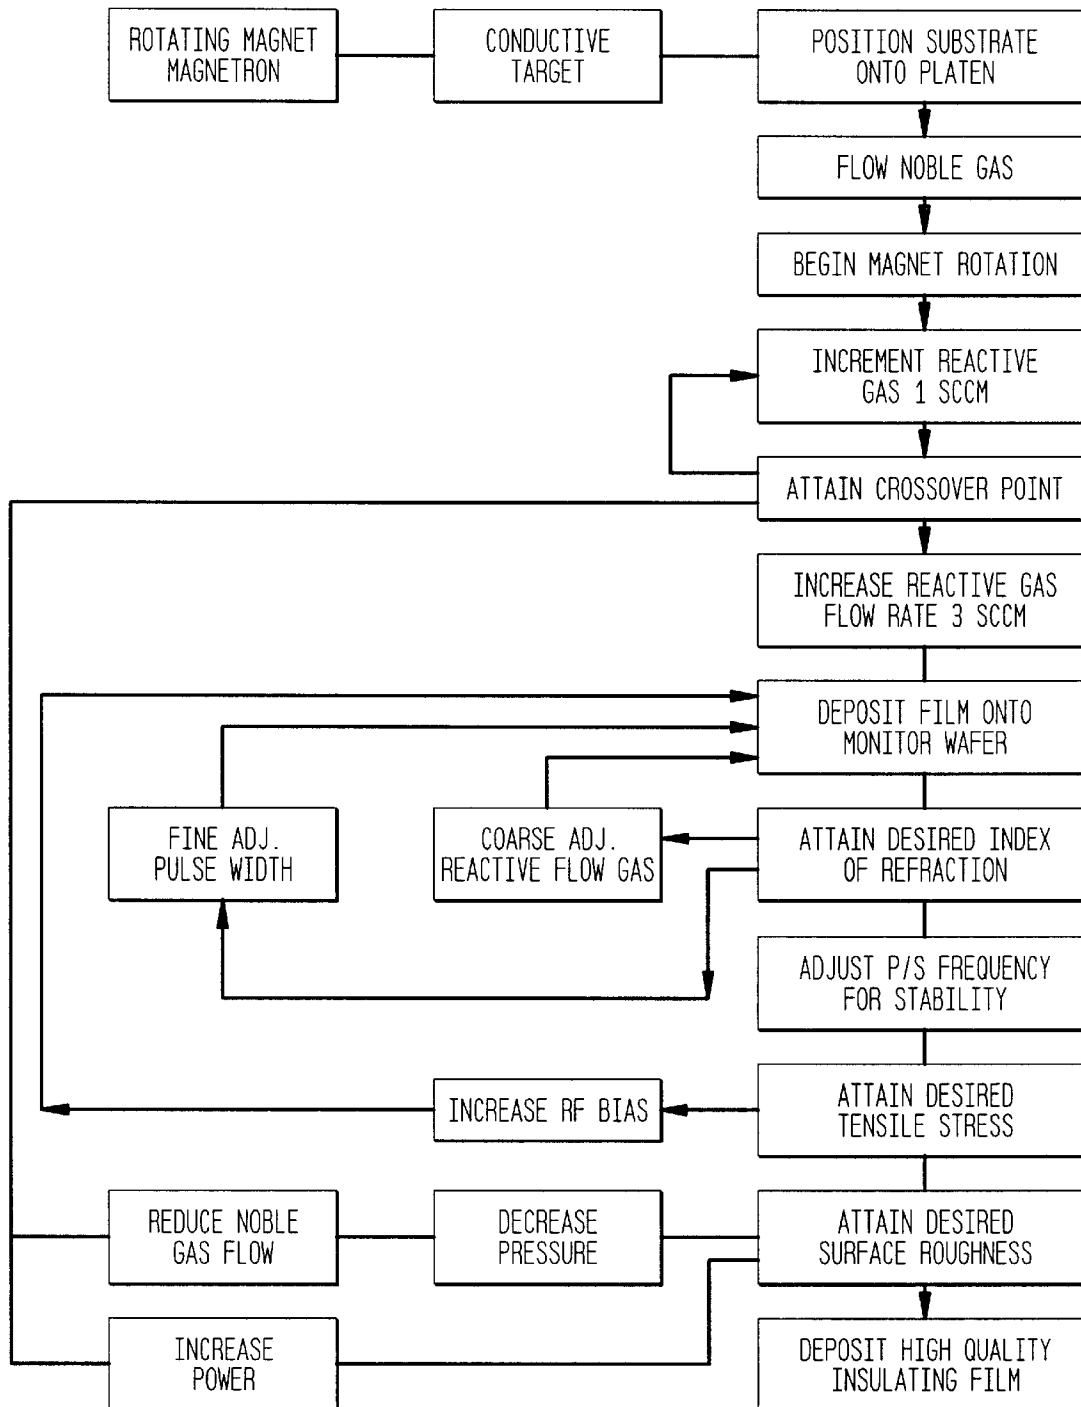 ROTATING MAGNET
MAGNETRON
CONDUCTIVE
TARGET
POSITION SUBSTRATE
ONTO PLATEN
FLOW NOBLE GAS
BEGIN MAGNET ROTATION
INCREMENT REACTIVE
GAS 1 SCCM
ATTAIN CROSSOVER POINT
INCREASE REACTIVE GAS
FLOW RATE 3 SCCM
DEPOSIT FILM ONTO
MONITOR WAFER
FINE ADJ.
PULSE WIDTH
COARSE ADJ.
REACTIVE FLOW GAS
ATTAIN DESIRED INDEX
OF REFRACTION
ADJUST P/S FREQUENCY
FOR STABILITY
INCREASE RF BIAS
ATTAIN DESIRED
TENSILE STRESS
REDUCE NOBLE
GAS FLOW
DECREASE
PRESSURE
ATTAIN DESIRED
SURFACE ROUGHNESS
INCREASE
POWER
DEPOSIT HIGH QUALITY
INSULATING FILM